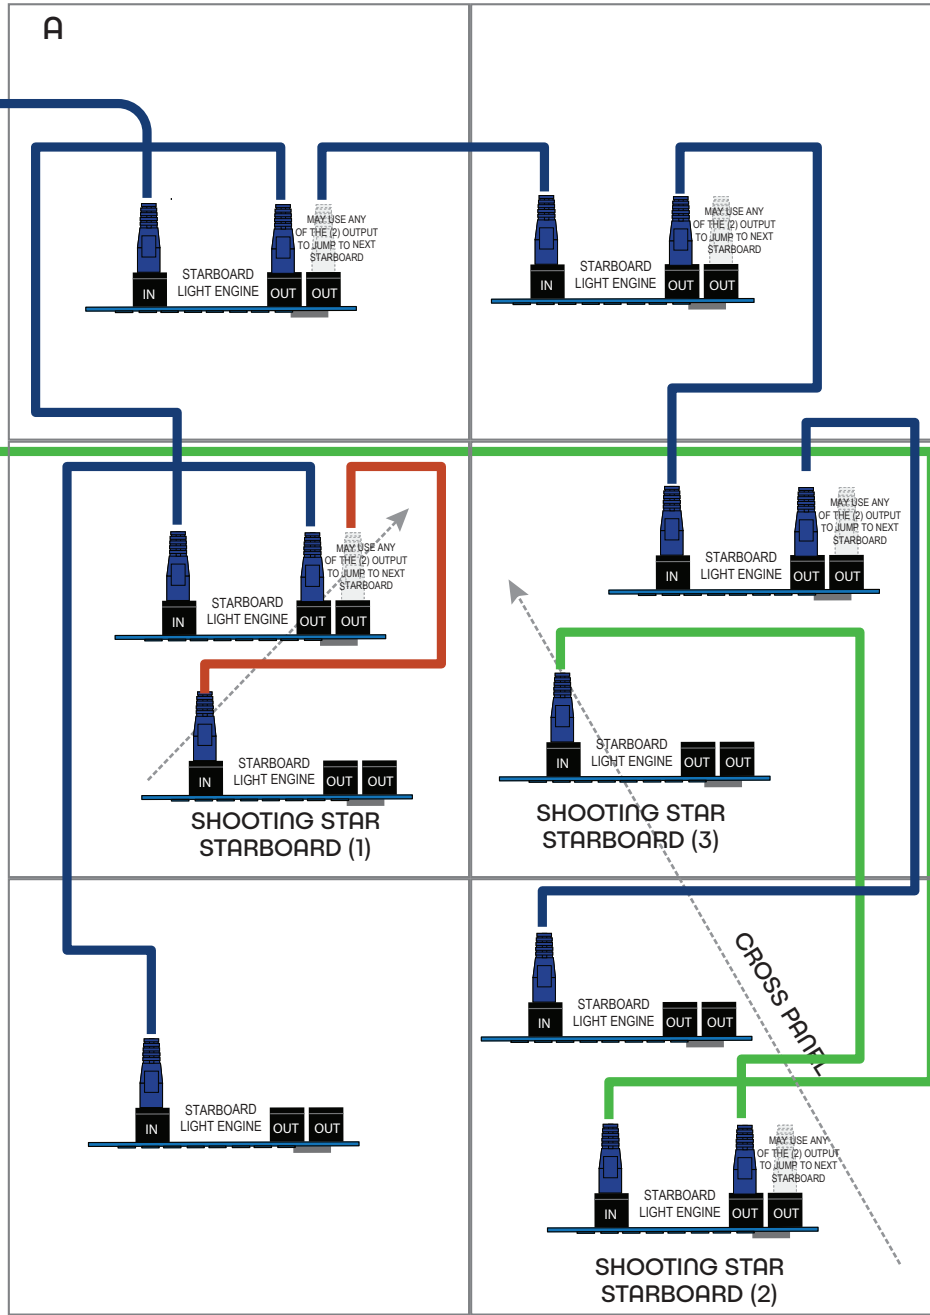 A
MAY USE ANY
OF THE (2) OUTPUT
TO JUMP TO NEXT
STARBOARD
STARBOARD
LIGHT ENGINE
IN
OUT
OUT
MAY USE ANY
OF THE (2) OUTPUT
TO JUMP TO NEXT
STARBOARD
STARBOARD
LIGHT ENGINE
IN
OUT
OUT
MAY USE ANY
OF THE (2) OUTPUT
TO JUMP TO NEXT
STARBOARD
STARBOARD
LIGHT ENGINE
IN
OUT
OUT
STARBOARD
LIGHT ENGINE
IN
OUT
OUT
SHOOTING STAR
STARBOARD (1)
MAY USE ANY
OF THE (2) OUTPUT
TO JUMP TO NEXT
STARBOARD
STARBOARD
LIGHT ENGINE
IN
OUT
OUT
STARBOARD
LIGHT ENGINE
IN
OUT
OUT
SHOOTING STAR
STARBOARD (3)
STARBOARD
LIGHT ENGINE
IN
OUT
OUT
STARBOARD
LIGHT ENGINE
IN
OUT
OUT
CROSS PANEL
MAY USE ANY
OF THE (2) OUTPUT
TO JUMP TO NEXT
STARBOARD
STARBOARD
LIGHT ENGINE
IN
OUT
OUT
SHOOTING STAR
STARBOARD (2)